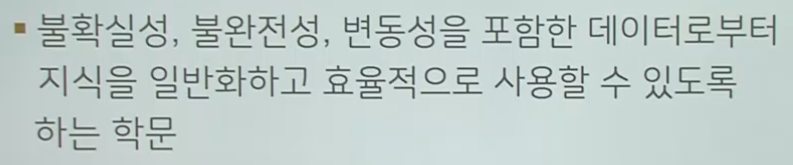 ▪ 불확실성, 불완전성, 변동성을 포함한 데이터로부터
지식을 일반화하고 효율적으로 사용할 수 있도록
하는 학문